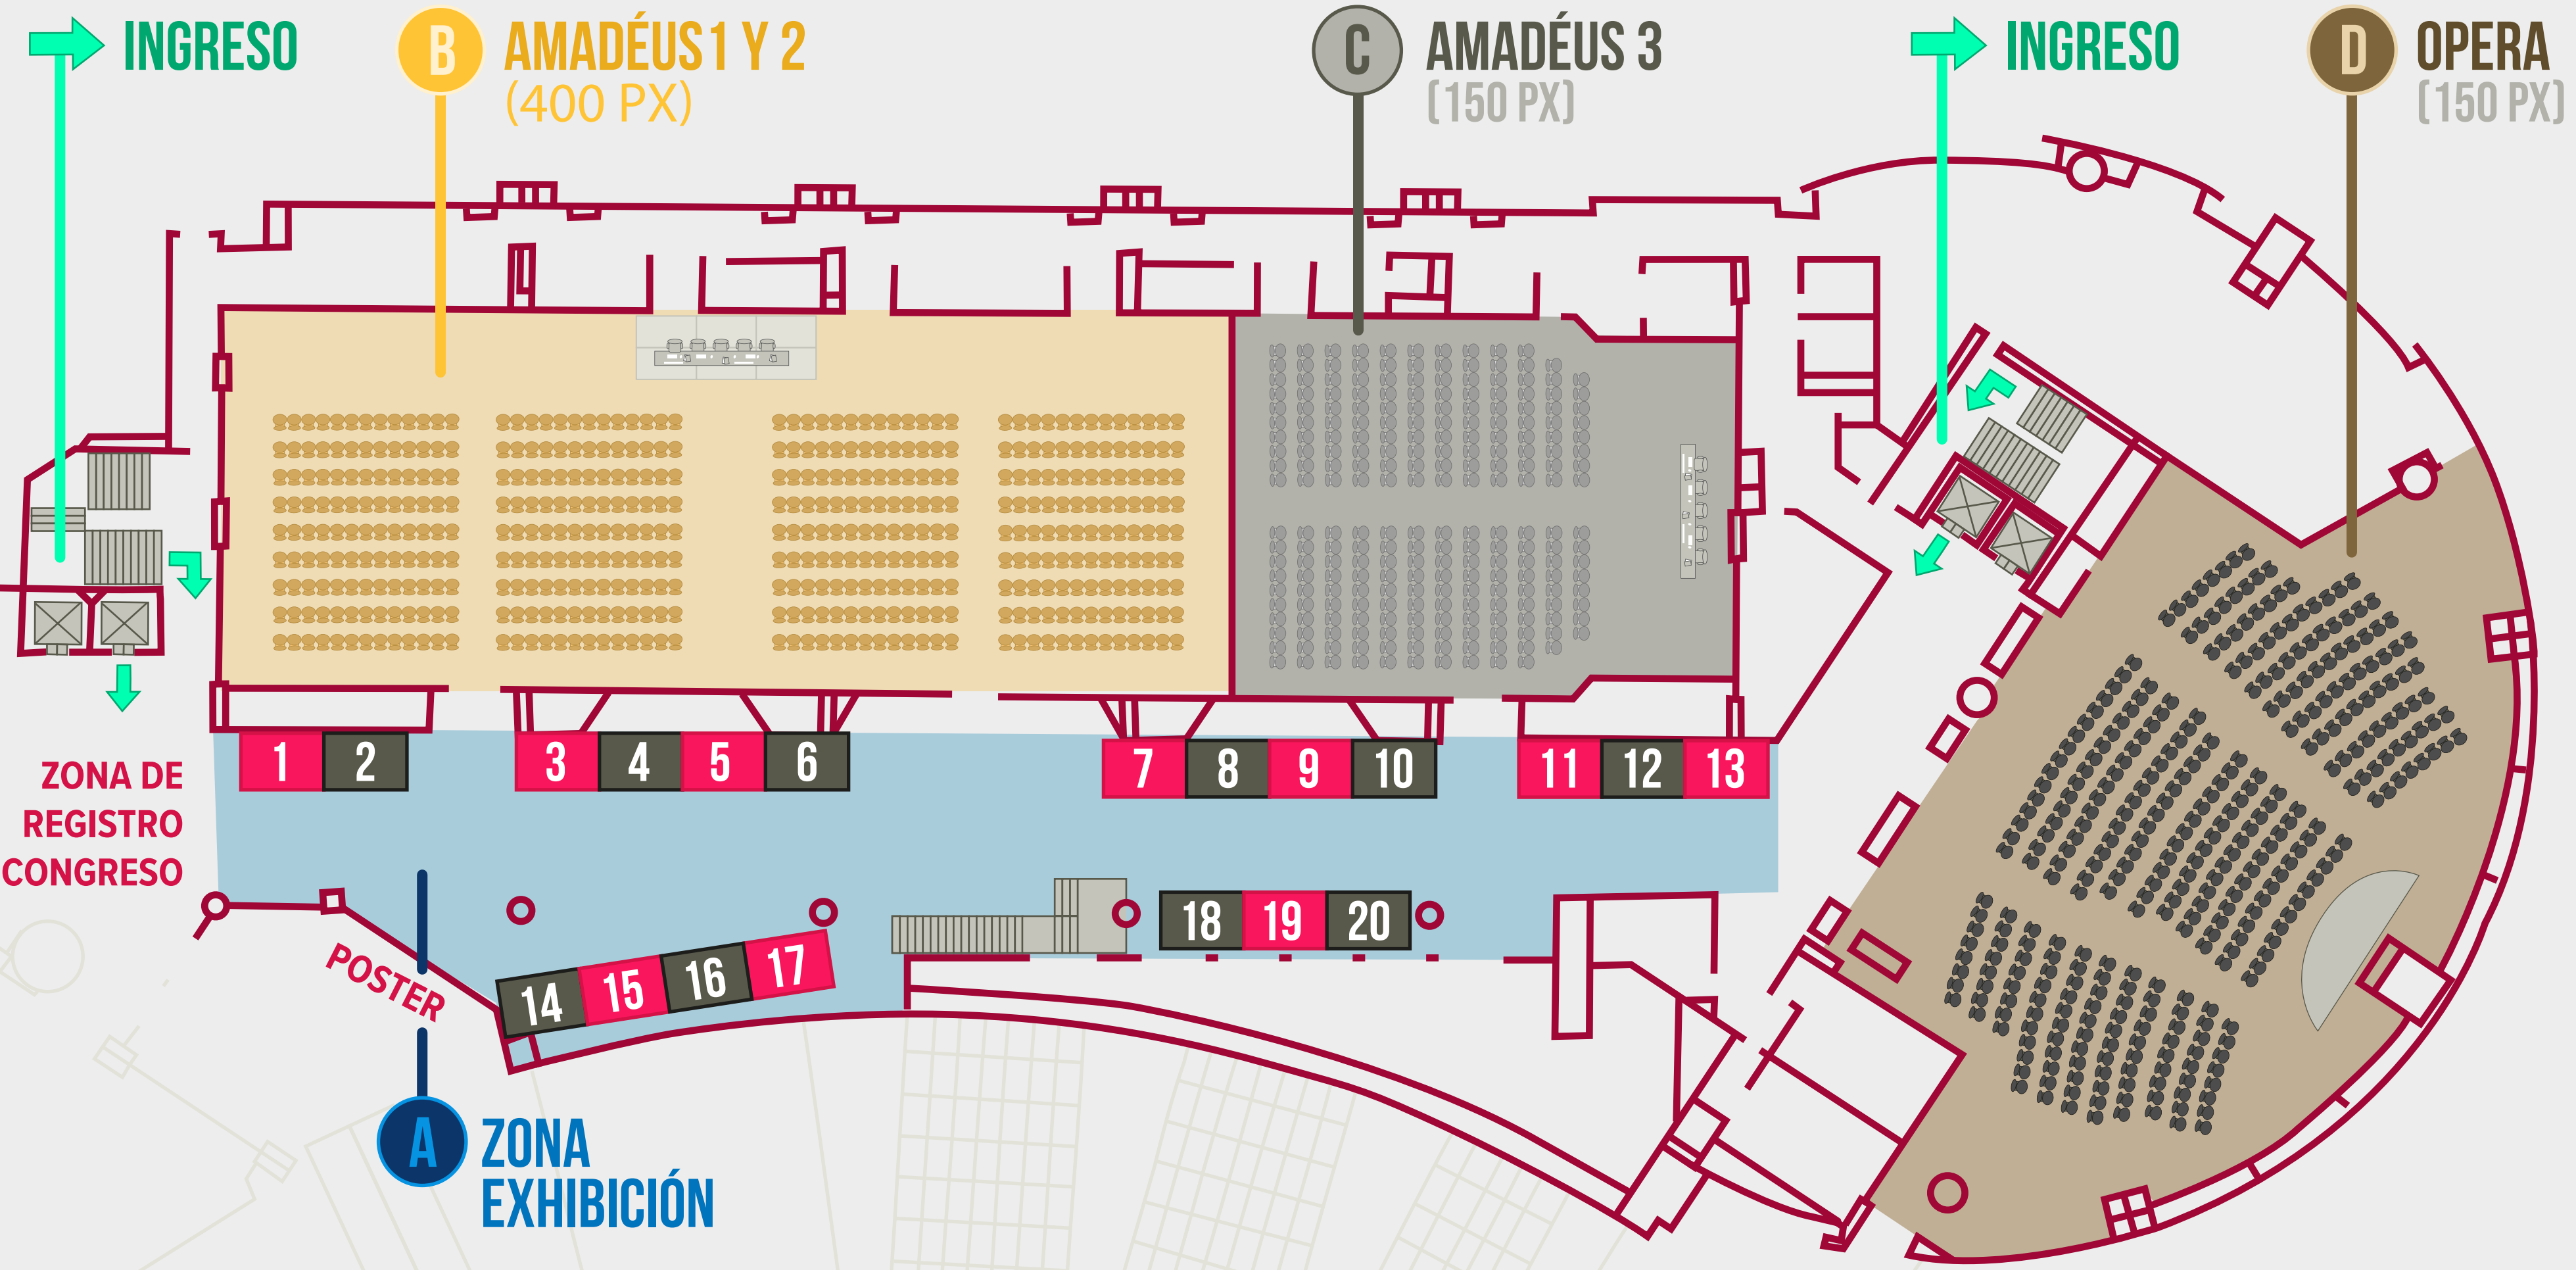 INGRESO
B
AMADÉUS 1 Y 2
(400 PX)
C
AMADÉUS 3
(150 PX)
INGRESO
D
OPERA
(150 PX)
1 2 3 4 5 6 7 8 9 10 11 12 13
ZONA DE
REGISTRO
CONGRESO
POSTER
14 15 16 17
18 19 20
A
ZONA
EXHIBICIÓN